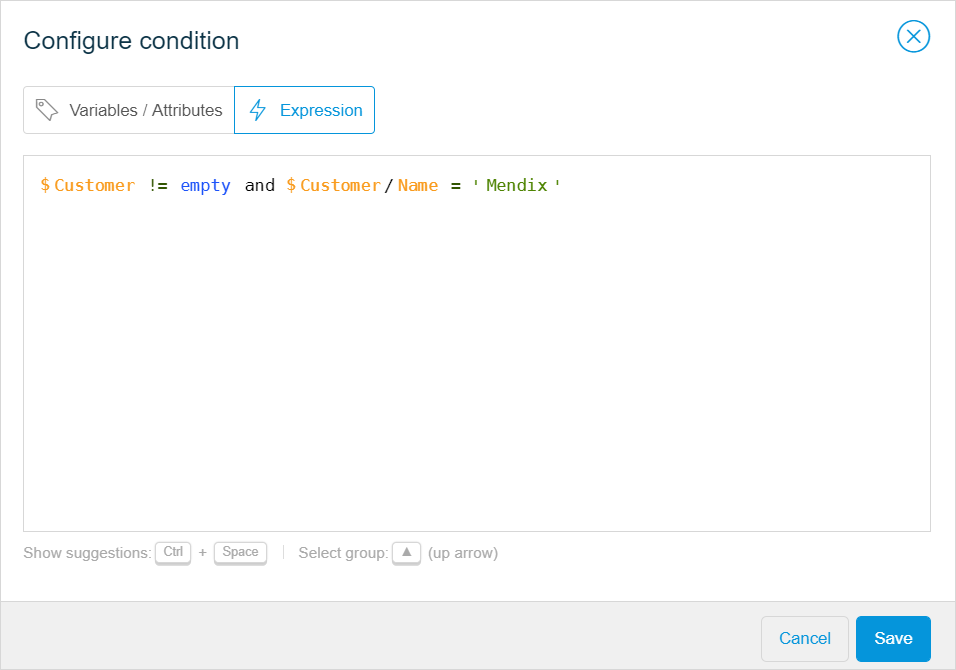 Configure condition
Variables / Attributes Expression
$Customer != empty and $Customer/Name = 'Mendix'
Show suggestions: Ctrl + Space | Select group: ▲ (up arrow)
Cancel Save